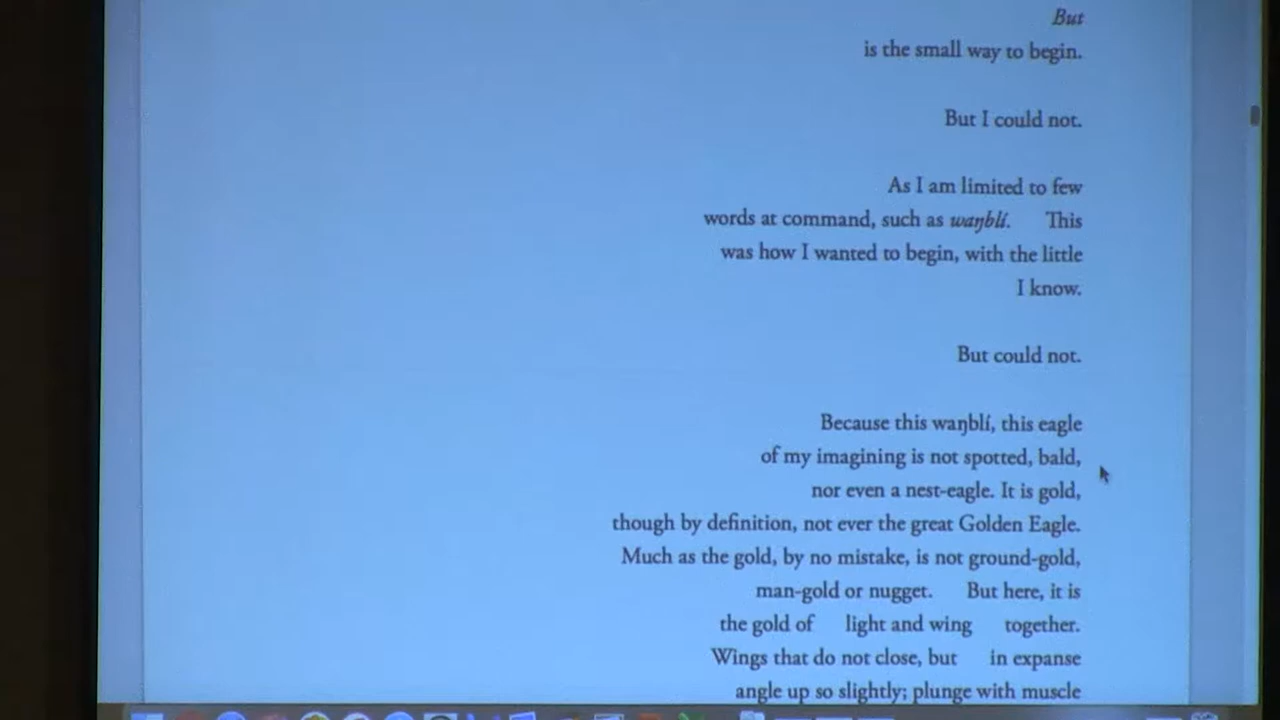 But
is the small way to begin.
But I could not.
As I am limited to few
words at command, such as waŋblí. This
was how I wanted to begin, with the little
I know.
But could not.
Because this waŋblí, this eagle
of my imagining is not spotted, bald,
nor even a nest-eagle. It is gold,
though by definition, not ever the great Golden Eagle.
Much as the gold, by no mistake, is not ground-gold,
man-gold or nugget. But here, it is
the gold of light and wing together.
Wings that do not close, but in expanse
angle up so slightly; plunge with muscle